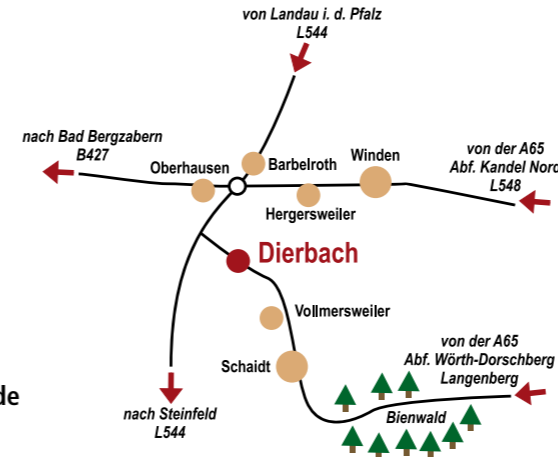 von Landau i. d. Pfalz
L544
nach Bad Bergzabern
B427
Oberhausen
Barbelroth
Winden
von der A65
Abf. Kandel Nord
L548
Hergersweiler
Dierbach
Vollmersweiler
Schaidt
von der A65
Abf. Wörth-Dorschberg
Langenberg
de
nach Steinfeld
L544
Bienwald